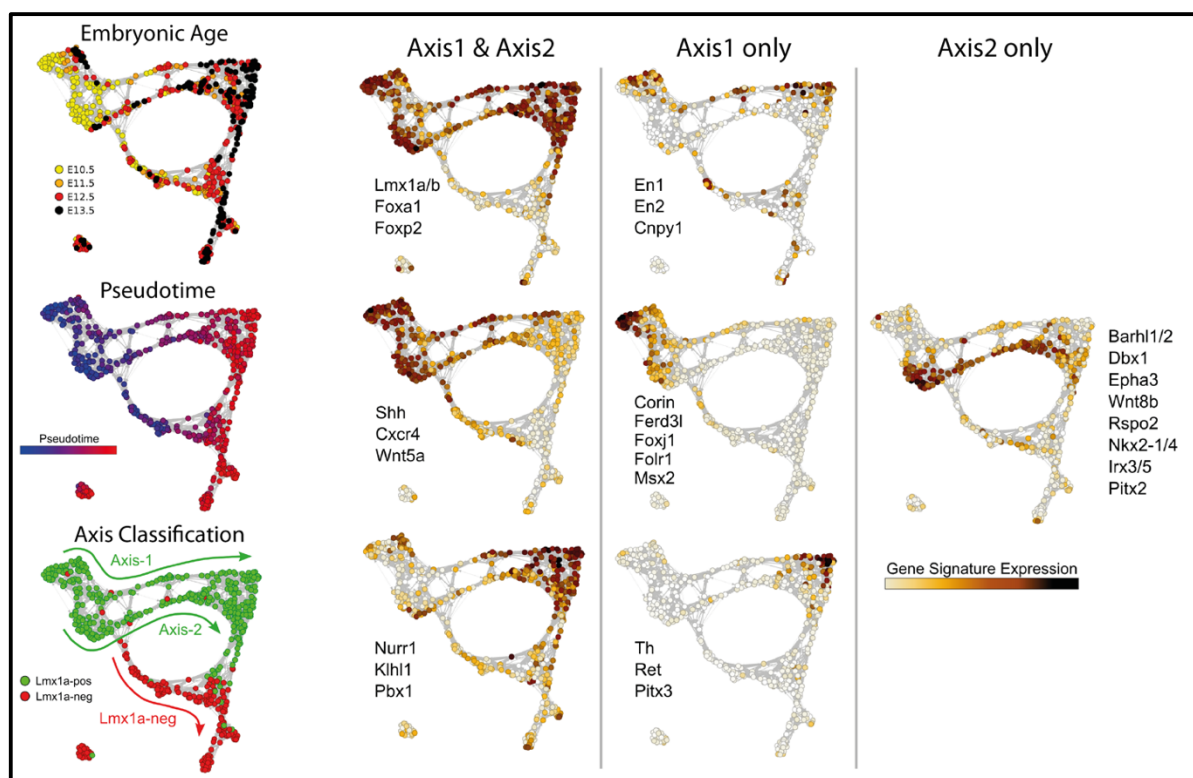 Embryonic Age
Axis1 & Axis2
Axis1 only
Axis2 only
E10.5
E11.5
E12.5
E13.5
Lmx1a/b
Foxa1
Foxp2
En1
En2
Cnpy1
Pseudotime
Pseudotime
Shh
Cxcr4
Wnt5a
Corin
Ferd3l
Foxj1
Folr1
Msx2
Barhl1/2
Dbx1
Epha3
Wnt8b
Rspo2
Nkx2-1/4
Irx3/5
Pitx2
Axis Classification
Axis-1
Axis-2
Lmx1a-pos
Lmx1a-neg
Lmx1a-neg
Nurr1
Klhl1
Pbx1
Th
Ret
Pitx3
Gene Signature Expression